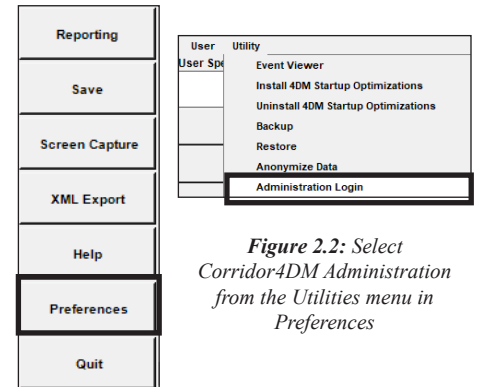 Reporting
Save
Screen Capture
XML Export
Help
Preferences
Quit
User Utility
User Spe
Event Viewer
Install 4DM Startup Optimizations
Uninstall 4DM Startup Optimizations
Backup
Restore
Anonymize Data
Administration Login
Figure 2.2: Select
Corridor4DM Administration
from the Utilities menu in
Preferences